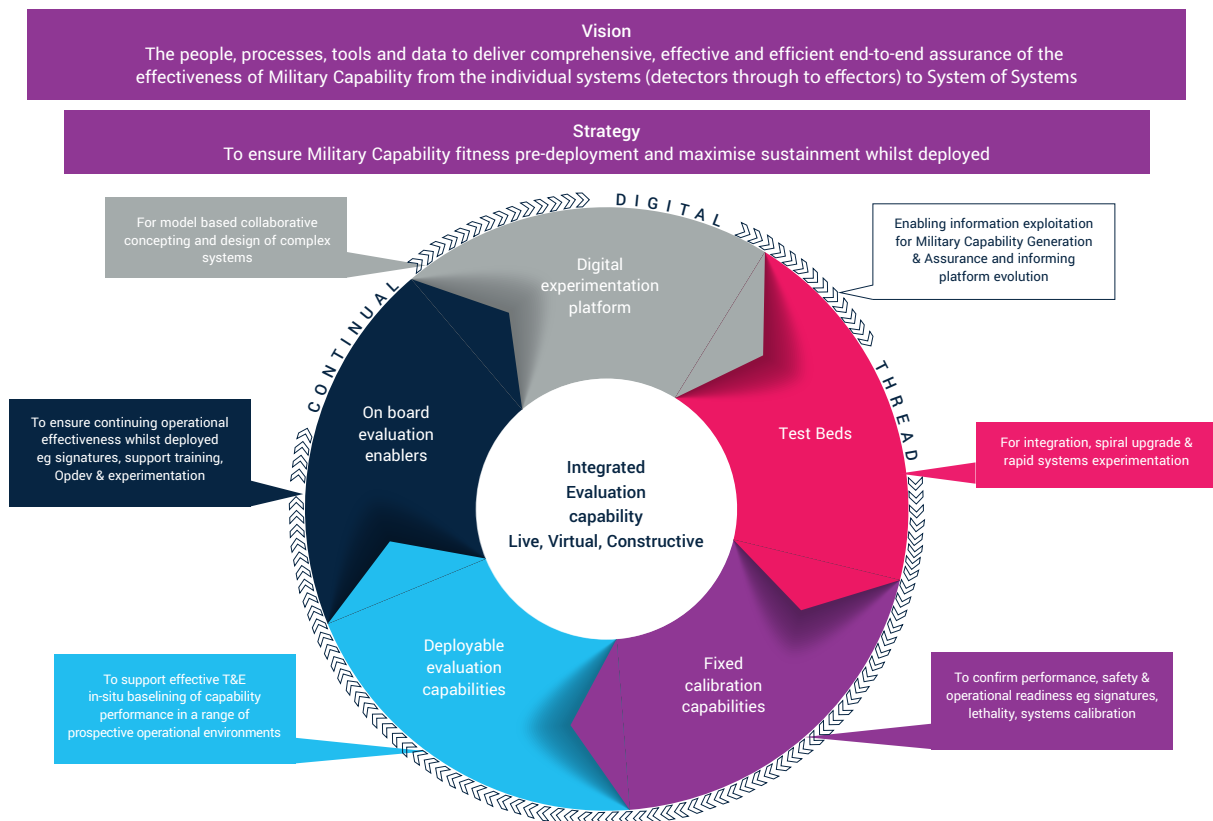 Vision
The people, processes, tools and data to deliver comprehensive, effective and efficient end-to-end assurance of the
effectiveness of Military Capability from the individual systems (detectors through to effectors) to System of Systems
Strategy
To ensure Military Capability fitness pre-deployment and maximise sustainment whilst deployed
For model based collaborative
concepting and design of complex
systems
CONTINUAL
DIGITAL
THREAD
Enabling information exploitation
for Military Capability Generation
& Assurance and informing
platform evolution
Digital
experimentation
platform
To ensure continuing operational
effectiveness whilst deployed
eg signatures, support training,
Opdev & experimentation
On board
evaluation
enablers
Test Beds
For integration, spiral upgrade &
rapid systems experimentation
Integrated
Evaluation
capability
Live, Virtual, Constructive
Deployable
evaluation
capabilities
Fixed
calibration
capabilities
To support effective T&E
in-situ baselining of capability
performance in a range of
prospective operational environments
To confirm performance, safety &
operational readiness eg signatures,
lethality, systems calibration